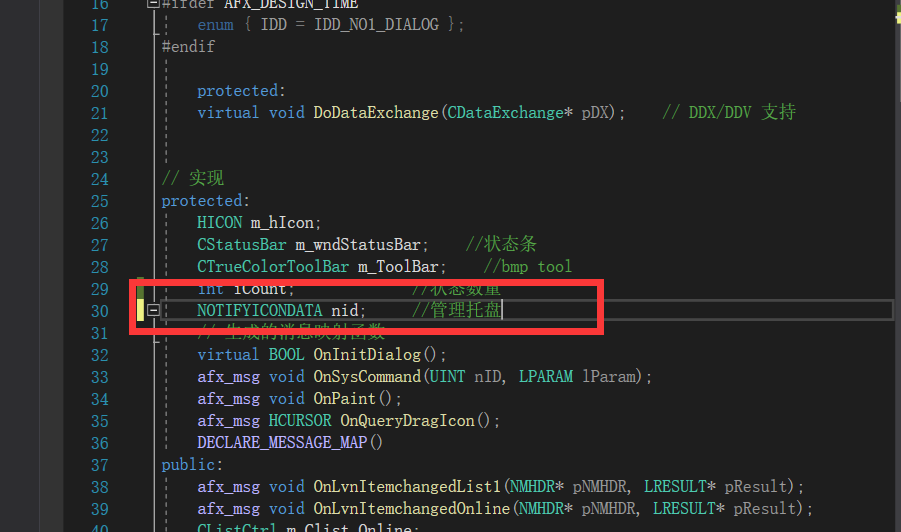 16 #ifdef AFX_DESIGN_TIME
17 enum { IDD = IDD_NO1_DIALOG };
18 #endif
19
20 protected:
21 virtual void DoDataExchange(CDataExchange* pDX); // DDX/DDV 支持
22
23
24 // 实现
25 protected:
26 HICON m_hIcon;
27 CStatusBar m_wndStatusBar; //状态条
28 CTrueColorToolBar m_ToolBar; //bmp tool
29 int iCount; //状态数量
30 NOTIFYICONDATA nid; //管理托盘
31 // 生成的消息映射函数
32 virtual BOOL OnInitDialog();
33 afx_msg void OnSysCommand(UINT nID, LPARAM lParam);
34 afx_msg void OnPaint();
35 afx_msg HCURSOR OnQueryDragIcon();
36 DECLARE_MESSAGE_MAP()
37 public:
38 afx_msg void OnLvnItemchangedList1(NMHDR* pNMHDR, LRESULT* pResult);
39 afx_msg void OnLvnItemchangedOnline(NMHDR* pNMHDR, LRESULT* pResult);
40 CListCtrl m_Clist_Online;